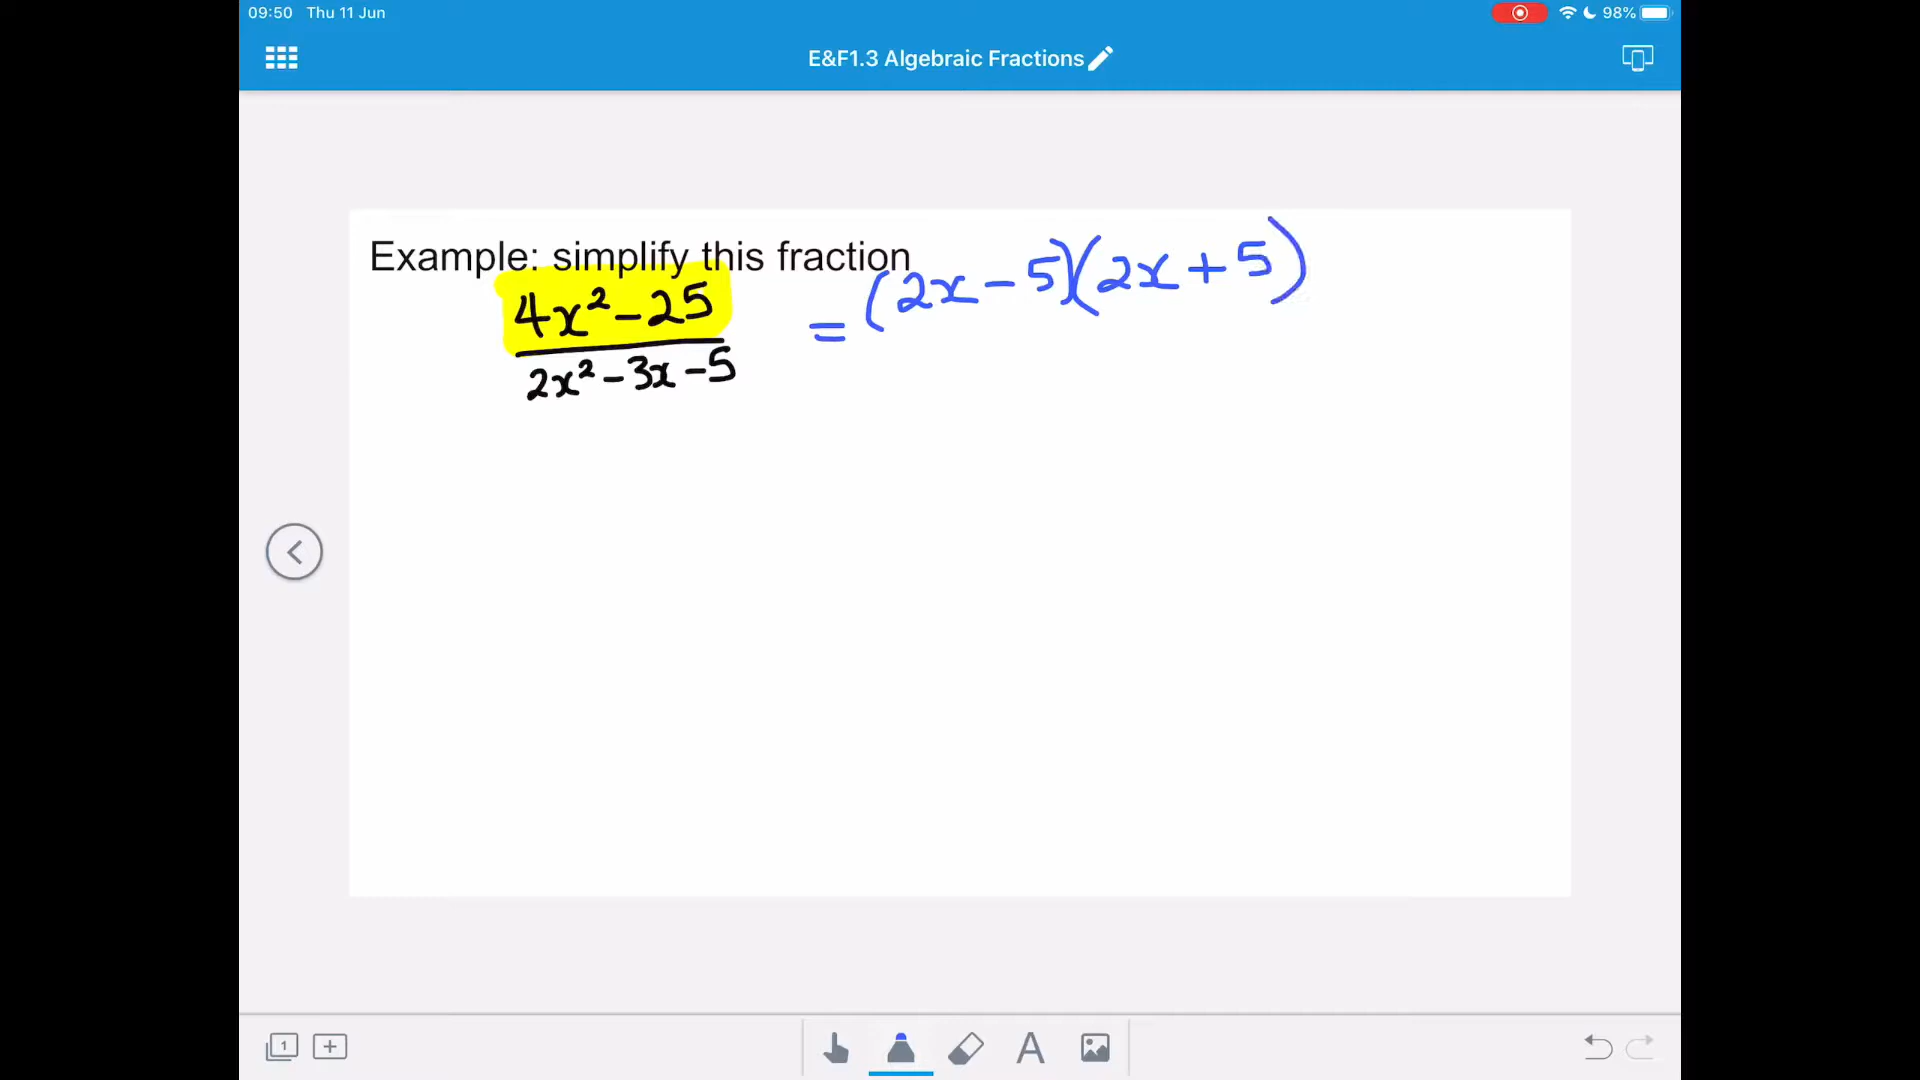 09:50 Thu 11 Jun
98%
E&F1.3 Algebraic Fractions
Example: simplify this fraction
4x² - 25
2x² - 3x - 5
= (2x - 5)(2x + 5)
1
A